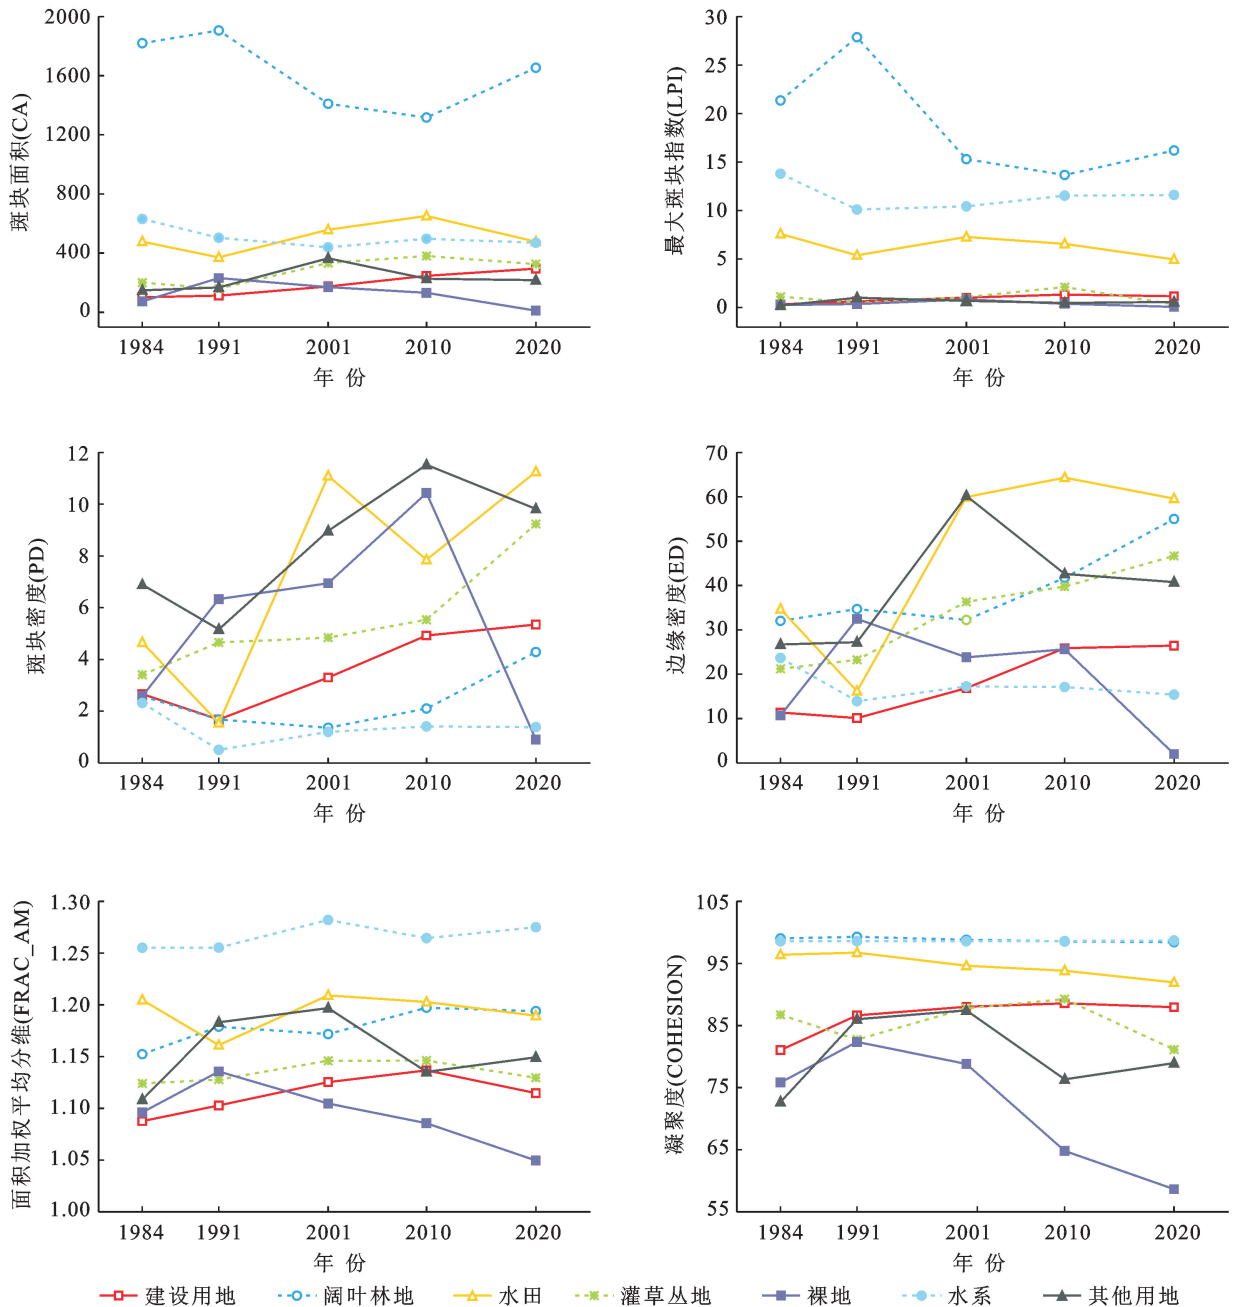 斑块面积(CA)
2000
1600
1200
800
400
0
1984 1991 2001 2010 2020
年 份
最大斑块指数(LPI)
30
25
20
15
10
5
0
1984 1991 2001 2010 2020
年 份
斑块密度(PD)
12
10
8
6
4
2
0
1984 1991 2001 2010 2020
年 份
边缘密度(ED)
70
60
50
40
30
20
10
0
1984 1991 2001 2010 2020
年 份
面积加权平均分维(FRAC_AM)
1.30
1.25
1.20
1.15
1.10
1.05
1.00
1984 1991 2001 2010 2020
年 份
凝聚度(COHESION)
105
95
85
75
65
55
1984 1991 2001 2010 2020
年 份
建设用地 阔叶林地 水田 灌草丛地 裸地 水系 其他用地